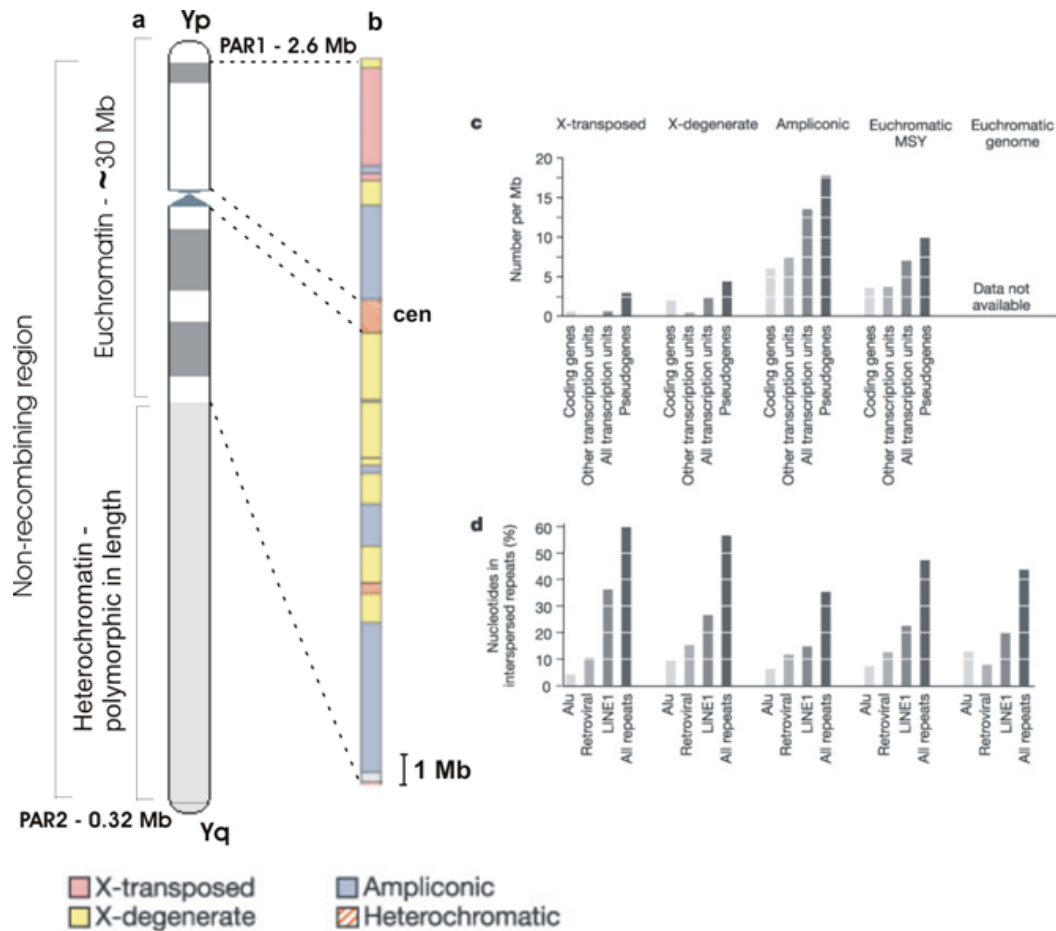 a
Yp
b
PAR1 - 2.6 Mb
Non-recombining region
Euchromatin - ~30 Mb
Heterochromatin -
polymorphic in length
cen
1 Mb
PAR2 - 0.32 Mb
Yq
X-transposed
X-degenerate
Ampliconic
Heterochromatic
c
X-transposed
X-degenerate
Ampliconic
Euchromatic
MSY
Euchromatic
genome
Number per Mb
20
15
10
5
0
Data not
available
Coding genes
Other transcription units
All transcription units
Pseudogenes
Coding genes
Other transcription units
All transcription units
Pseudogenes
Coding genes
Other transcription units
All transcription units
Pseudogenes
Coding genes
Other transcription units
All transcription units
Pseudogenes
d
Nucleotides in
interspersed repeats (%)
60
50
40
30
20
10
0
Alu
Retroviral
LINE1
All repeats
Alu
Retroviral
LINE1
All repeats
Alu
Retroviral
LINE1
All repeats
Alu
Retroviral
LINE1
All repeats
Alu
Retroviral
LINE1
All repeats